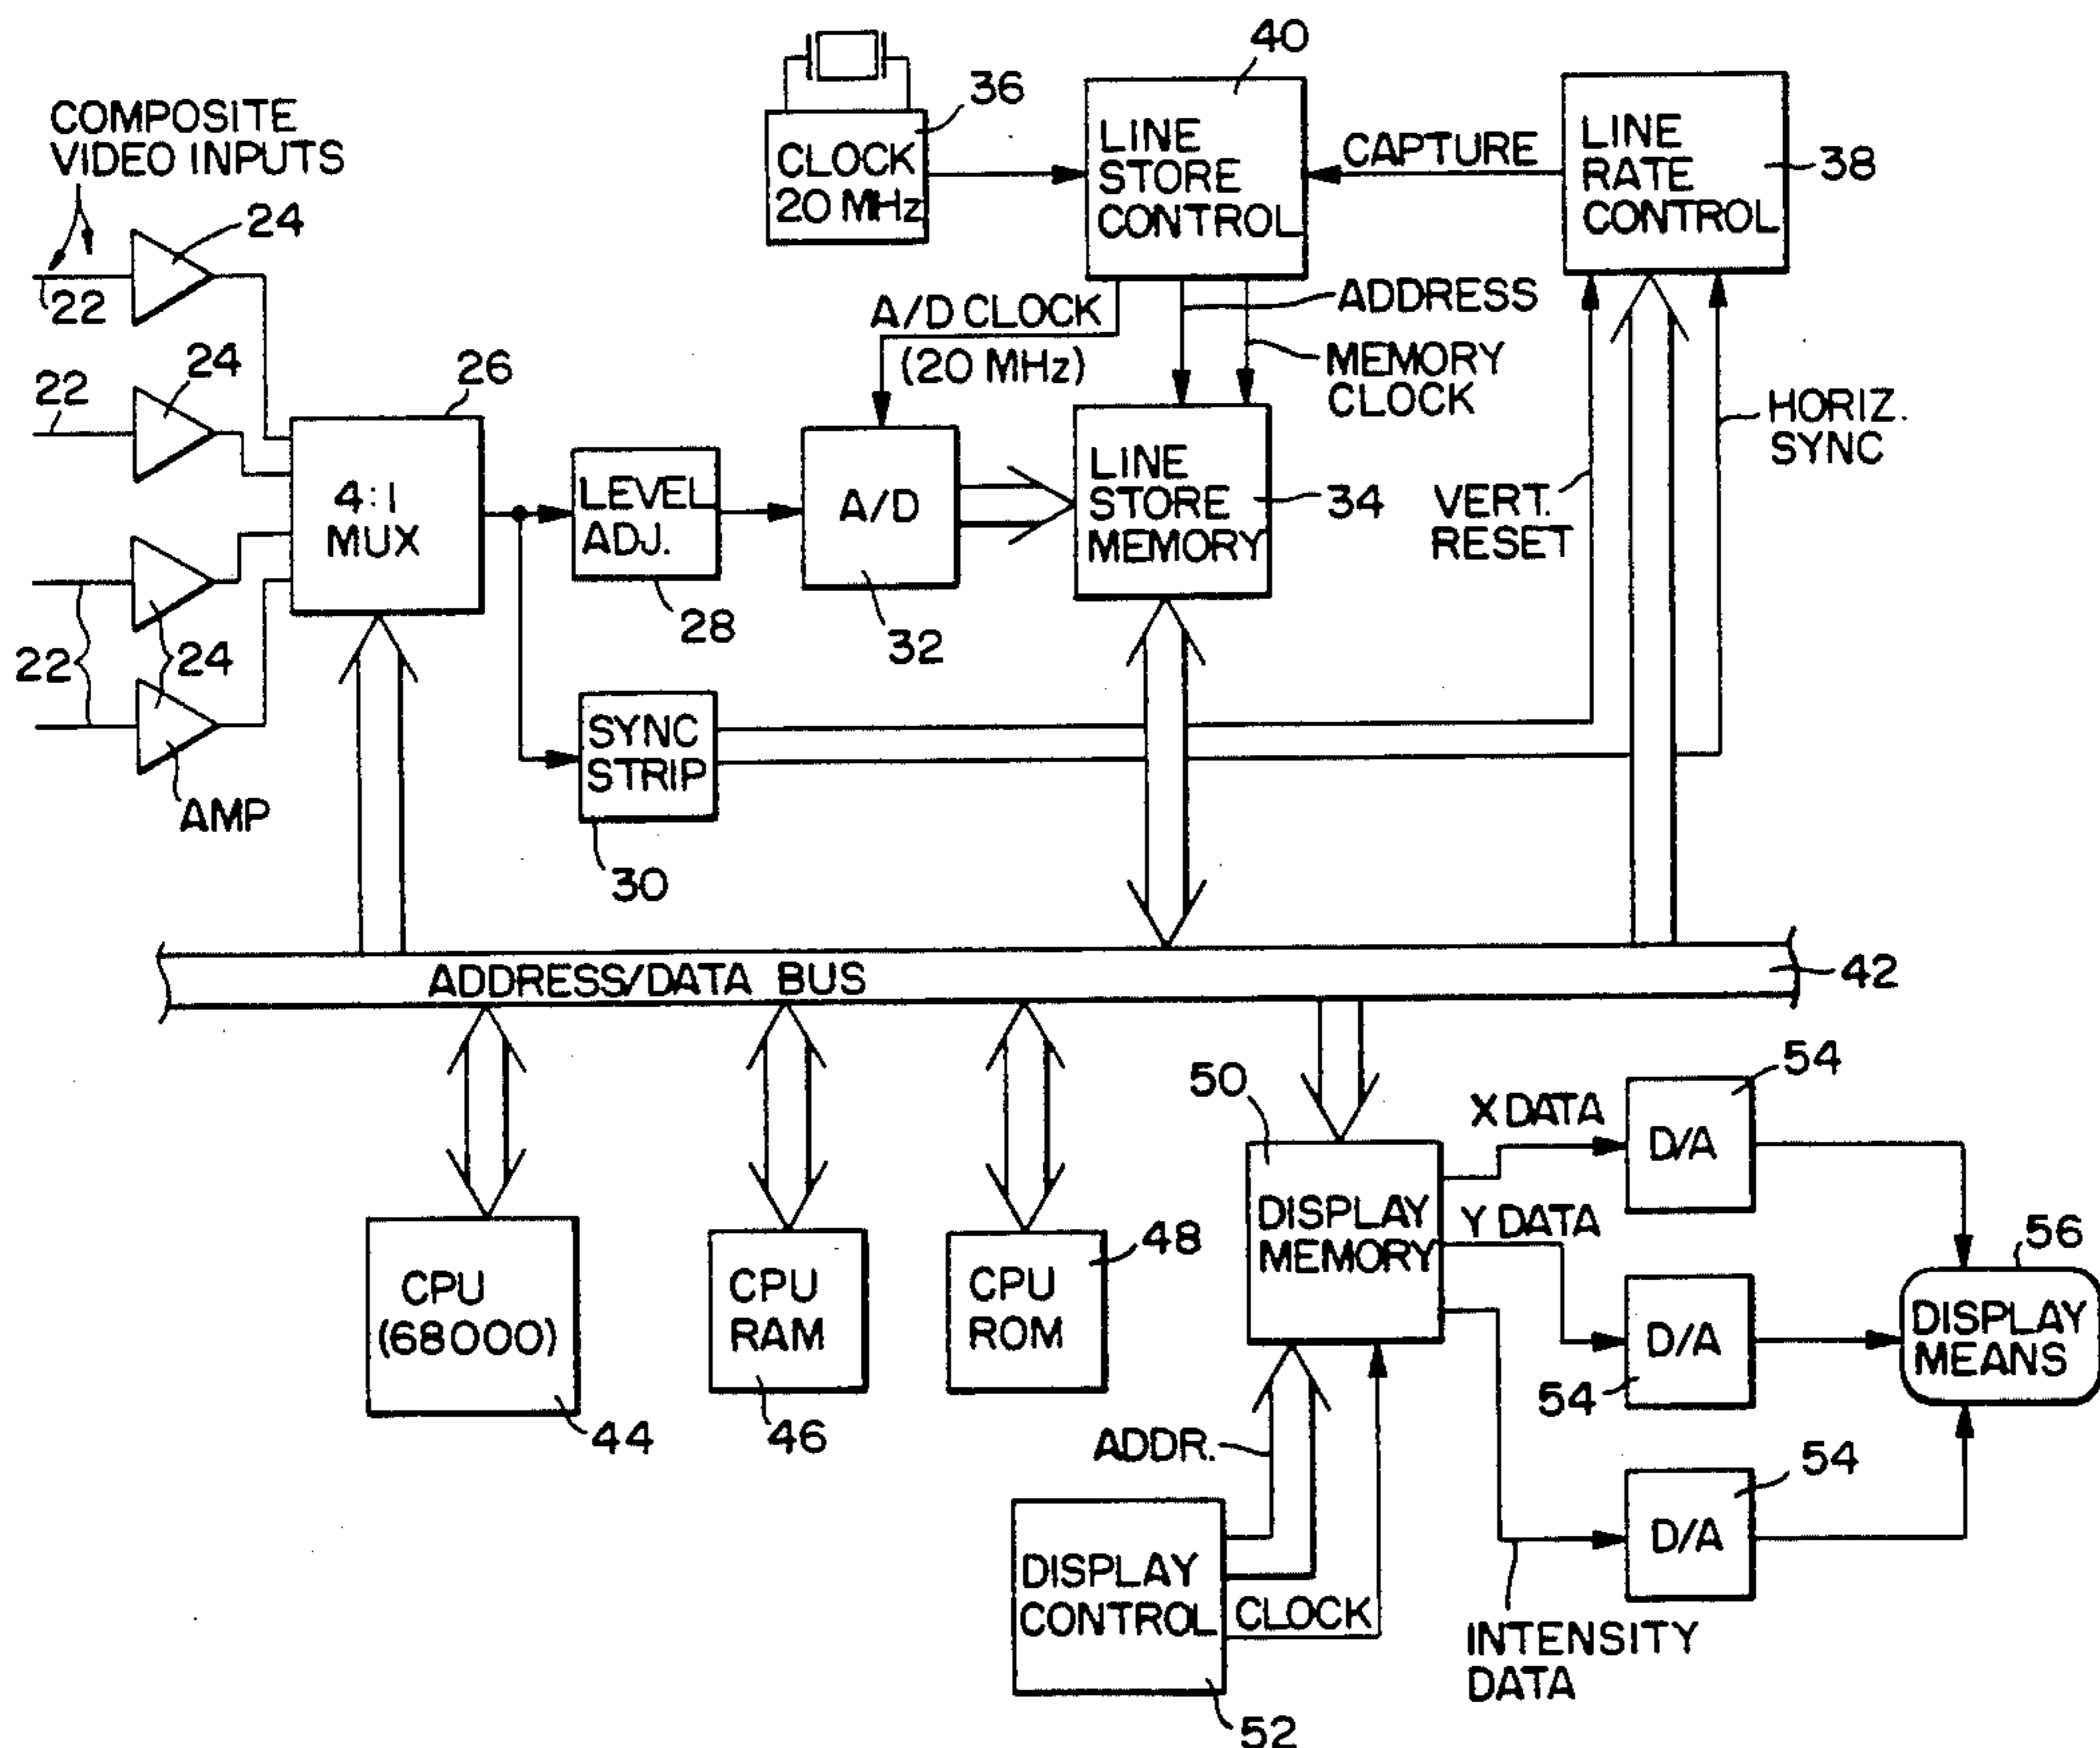 40
36
COMPOSITE
VIDEO INPUTS
CLOCK
20 MHz
LINE
STORE
CONTROL
CAPTURE
LINE
RATE
CONTROL
38
24
22
A/D CLOCK
(20 MHz)
ADDRESS
MEMORY
CLOCK
HORIZ.
SYNC
22
24
26
4:1
MUX
LEVEL
ADJ.
28
A/D
32
LINE
STORE
MEMORY
34
VERT.
RESET
22
24
AMP
SYNC
STRIP
30
ADDRESS/DATA BUS
42
CPU
(68000)
44
CPU
RAM
46
CPU
ROM
48
50
DISPLAY
MEMORY
X DATA
Y DATA
54
D/A
D/A
54
56
DISPLAY
MEANS
54
D/A
ADDR.
DISPLAY
CONTROL
CLOCK
52
INTENSITY
DATA